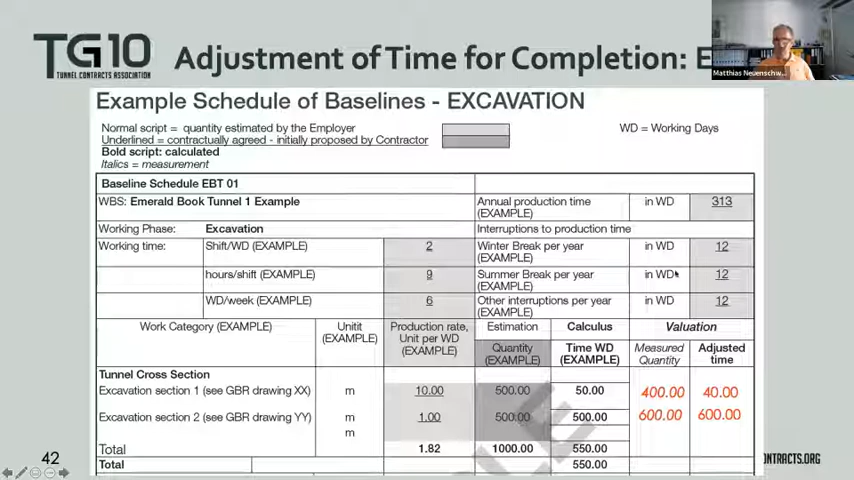 TG10
TUNNEL CONTRACTS ASSOCIATION
Adjustment of Time for Completion: E
Matthias Neuenschw...
Example Schedule of Baselines - EXCAVATION
Normal script = quantity estimated by the Employer
Underlined = contractually agreed - initially proposed by Contractor
Bold script: calculated
Italics = measurement
WD = Working Days
Baseline Schedule EBT 01
WBS: Emerald Book Tunnel 1 Example
Annual production time (EXAMPLE) in WD 313
Working Phase: Excavation Interruptions to production time
Working time: Shift/WD (EXAMPLE) 2 Winter Break per year (EXAMPLE) in WD 12
hours/shift (EXAMPLE) 9 Summer Break per year (EXAMPLE) in WD 12
WD/week (EXAMPLE) 6 Other interruptions per year (EXAMPLE) in WD 12
Work Category (EXAMPLE) Unitit (EXAMPLE) Production rate, Unit per WD (EXAMPLE) Estimation Calculus Valuation
Quantity (EXAMPLE) Time WD (EXAMPLE) Measured Quantity Adjusted time
Tunnel Cross Section
Excavation section 1 (see GBR drawing XX) m 10.00 500.00 50.00 400.00 40.00
Excavation section 2 (see GBR drawing YY) m 1.00 500.00 500.00 600.00 600.00
m
Total 1.82 1000.00 550.00
Total 550.00
42
ONTRACTS.ORG